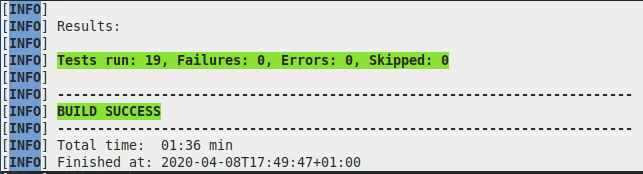 [INFO]
[INFO] Results:
[INFO]
[INFO] Tests run: 19, Failures: 0, Errors: 0, Skipped: 0
[INFO]
[INFO] ------------------------------------------------------------------------
[INFO] BUILD SUCCESS
[INFO] ------------------------------------------------------------------------
[INFO] Total time:  01:36 min
[INFO] Finished at: 2020-04-08T17:49:47+01:00